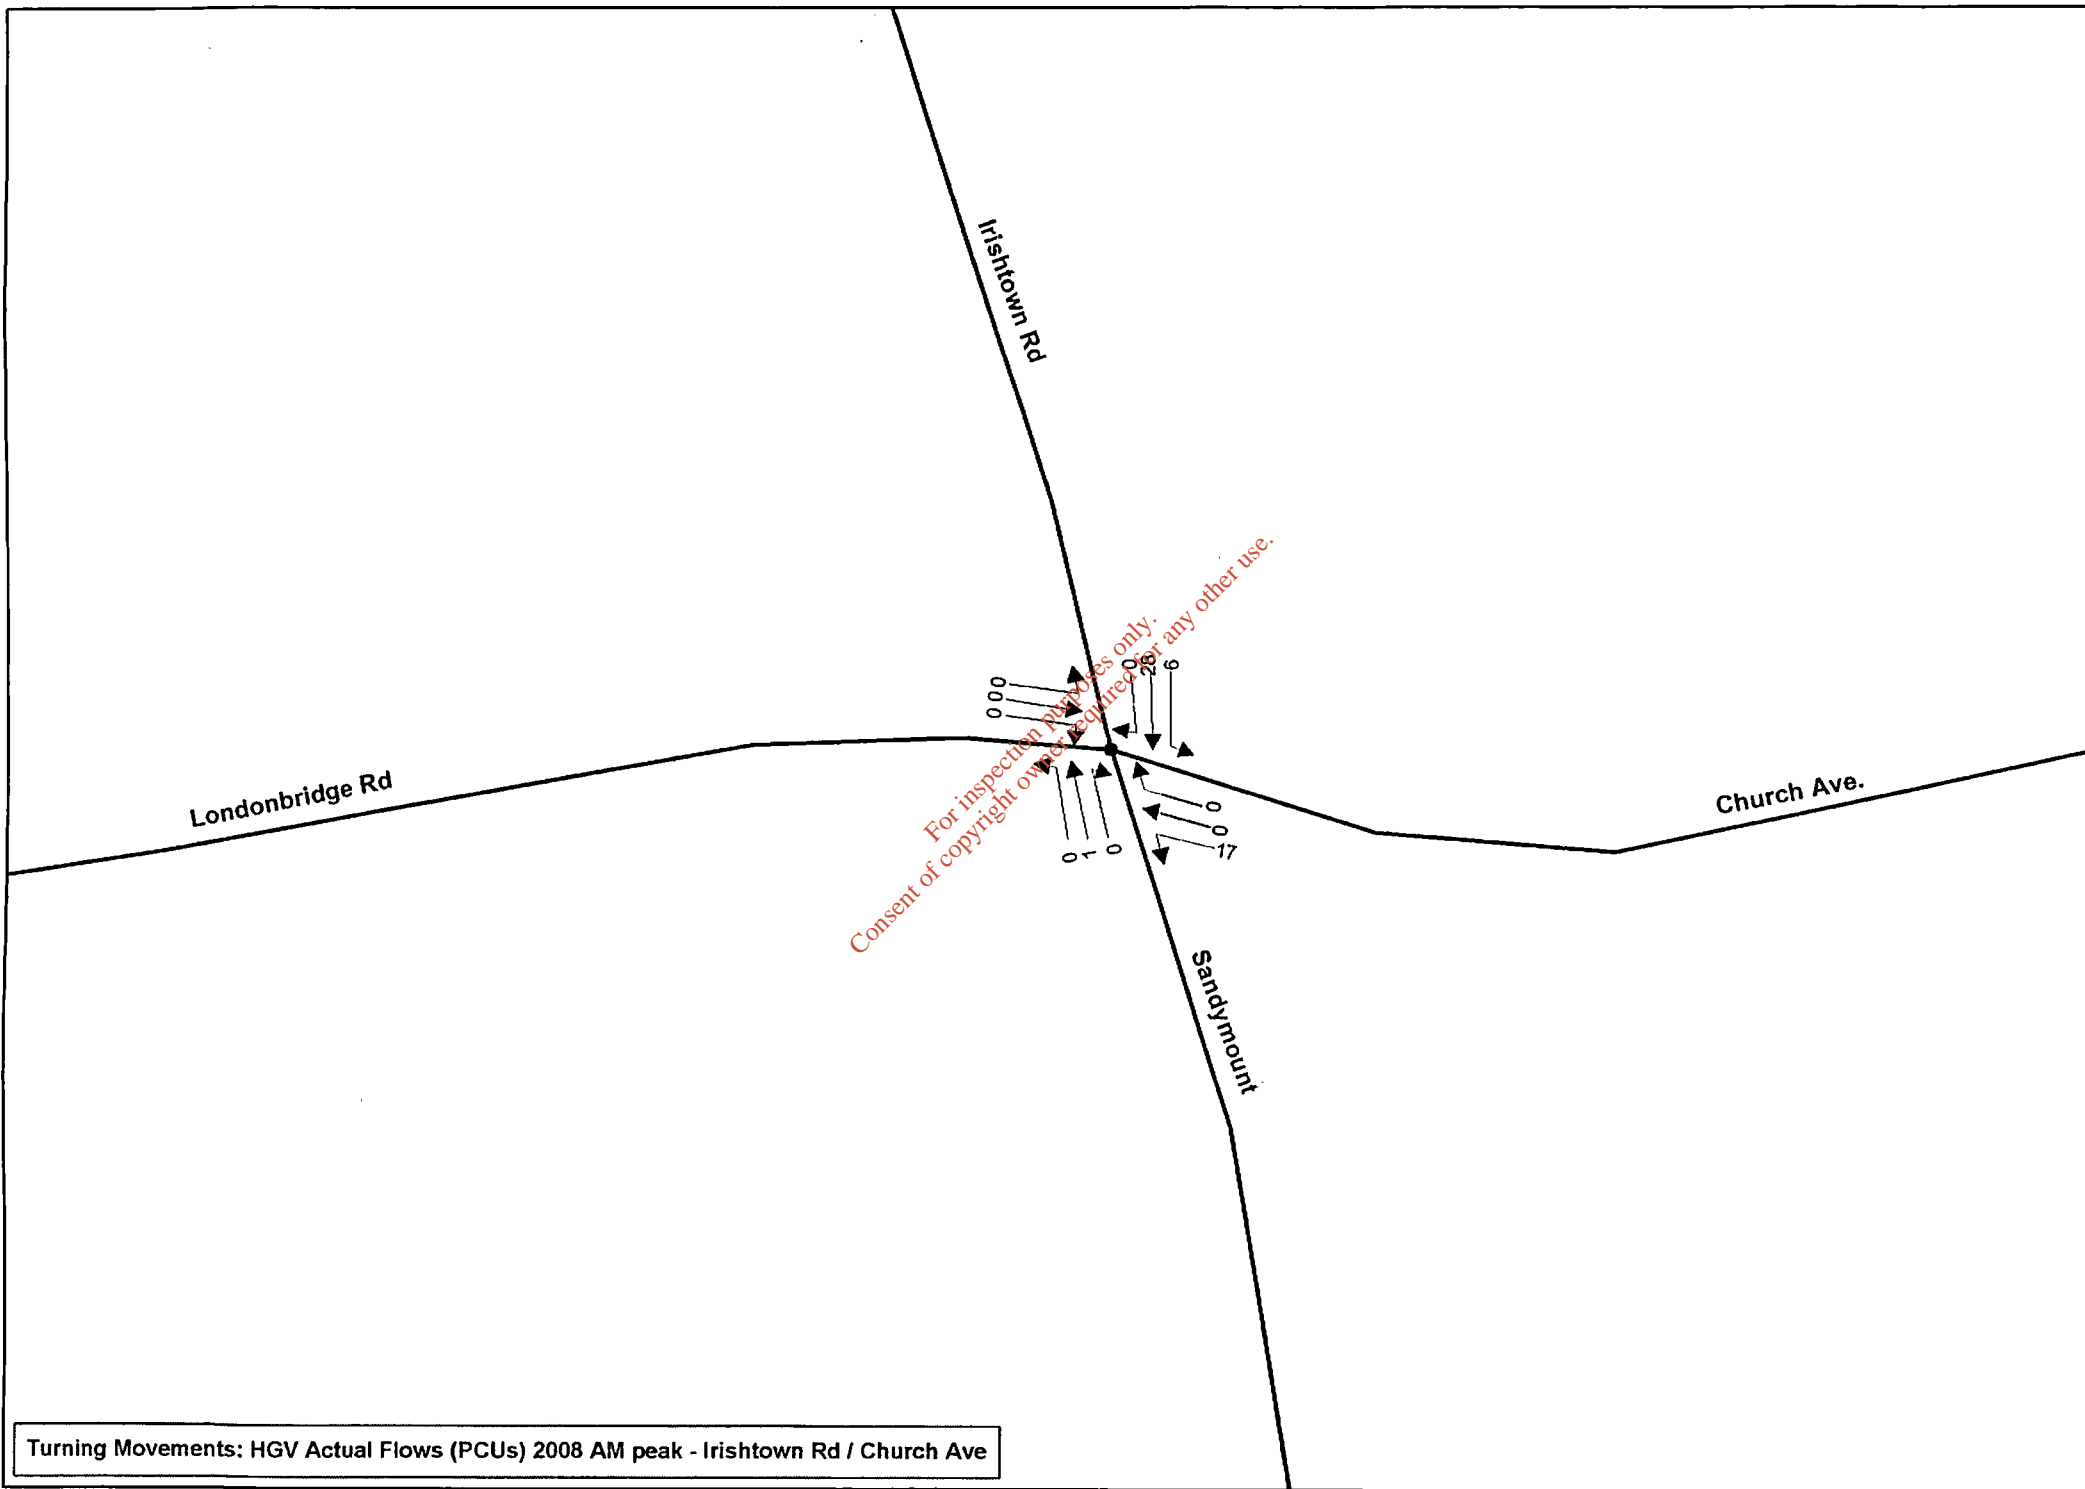 Irishtown Rd
For inspection purposes only.
Consent of copyright owner required for any other use.
0
6
0
0
0
Londonbridge Rd
Church Ave.
0
1
0
0
0
17
Sandymount
Turning Movements: HGV Actual Flows (PCUs) 2008 AM peak - Irishtown Rd / Church Ave